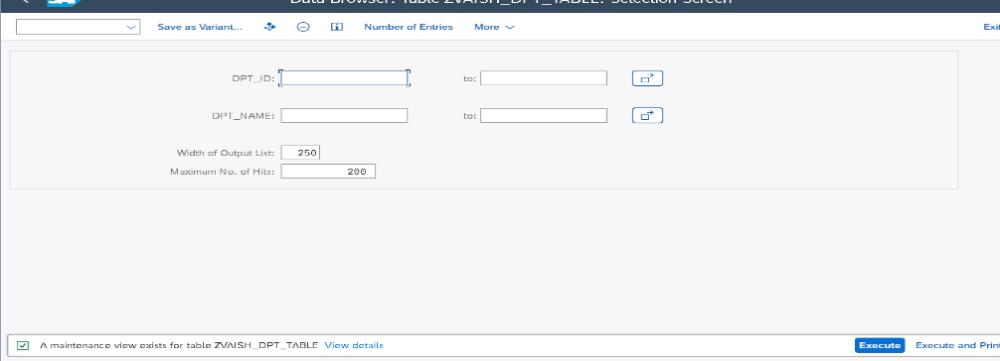 Data Browser: Table ZVAISH_DPT_TABLE: Selection Screen
Save as Variant... Number of Entries More Exit
DPT_ID: to:
DPT_NAME: to:
Width of Output List: 250
Maximum No. of Hits: 200
A maintenance view exists for table ZVAISH_DPT_TABLE View details Execute Execute and Print